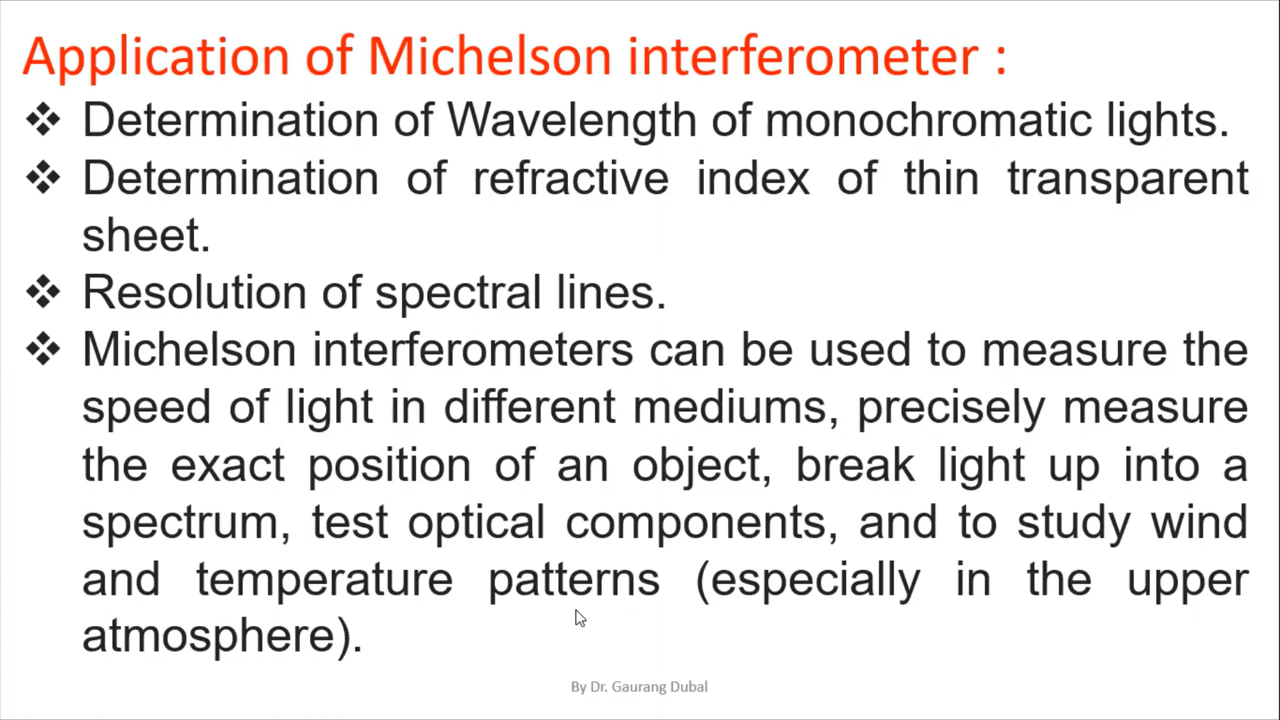 Application of Michelson interferometer :
❖ Determination of Wavelength of monochromatic lights.
❖ Determination of refractive index of thin transparent
sheet.
❖ Resolution of spectral lines.
❖ Michelson interferometers can be used to measure the
speed of light in different mediums, precisely measure
the exact position of an object, break light up into a
spectrum, test optical components, and to study wind
and temperature patterns (especially in the upper
atmosphere).
By Dr. Gaurang Dubal